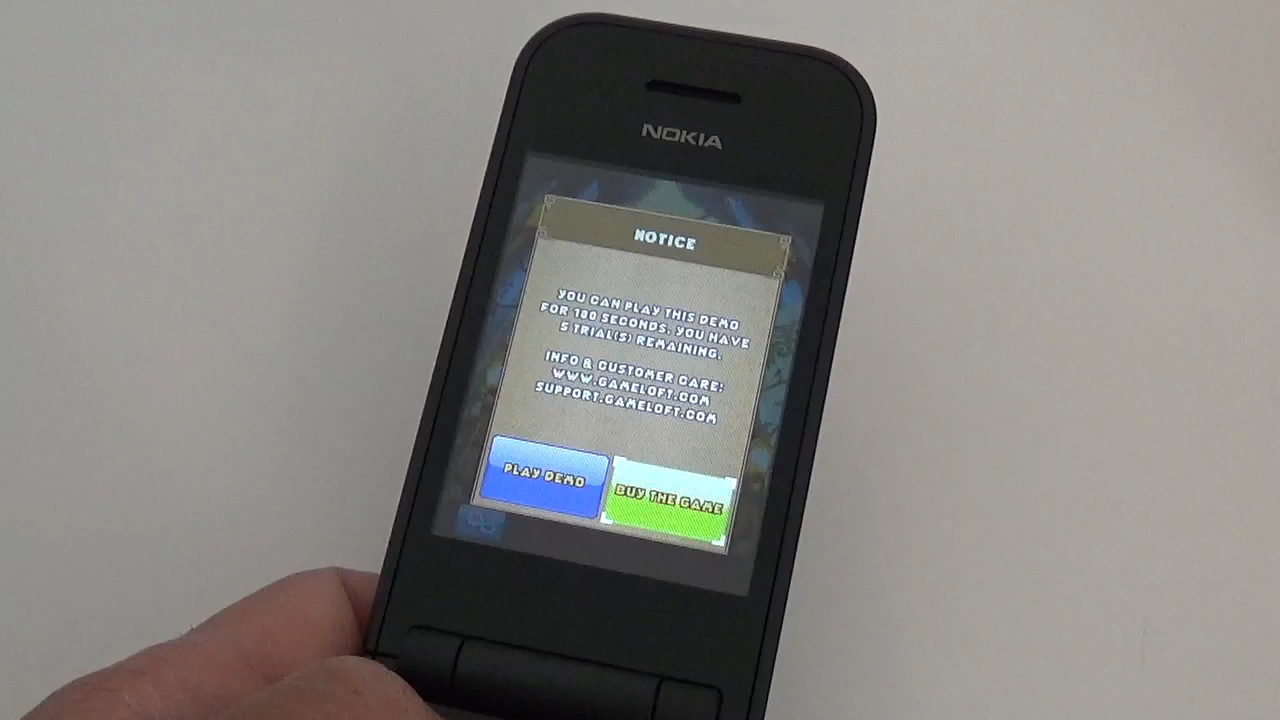 NOKIA
NOTICE
YOU CAN PLAY THIS DEMO
FOR 180 SECONDS. YOU HAVE
5 TRIAL(S) REMAINING.
INFO & CUSTOMER CARE:
WWW.GAMELOFT.COM
SUPPORT.GAMELOFT.COM
PLAY DEMO
BUY THE GAME